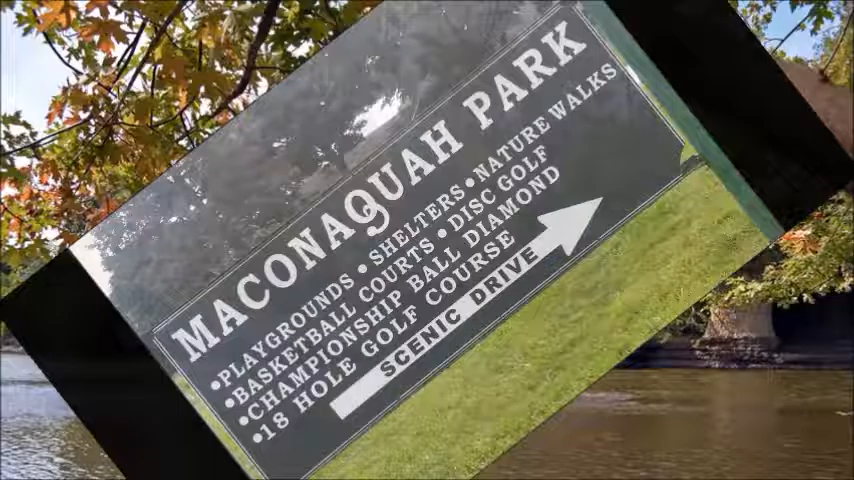 MACONAQUAH PARK
•PLAYGROUNDS •SHELTERS•NATURE WALKS
•BASKETBALL COURTS •DISC GOLF
•CHAMPIONSHIP BALL DIAMOND
•18 HOLE GOLF COURSE
SCENIC DRIVE